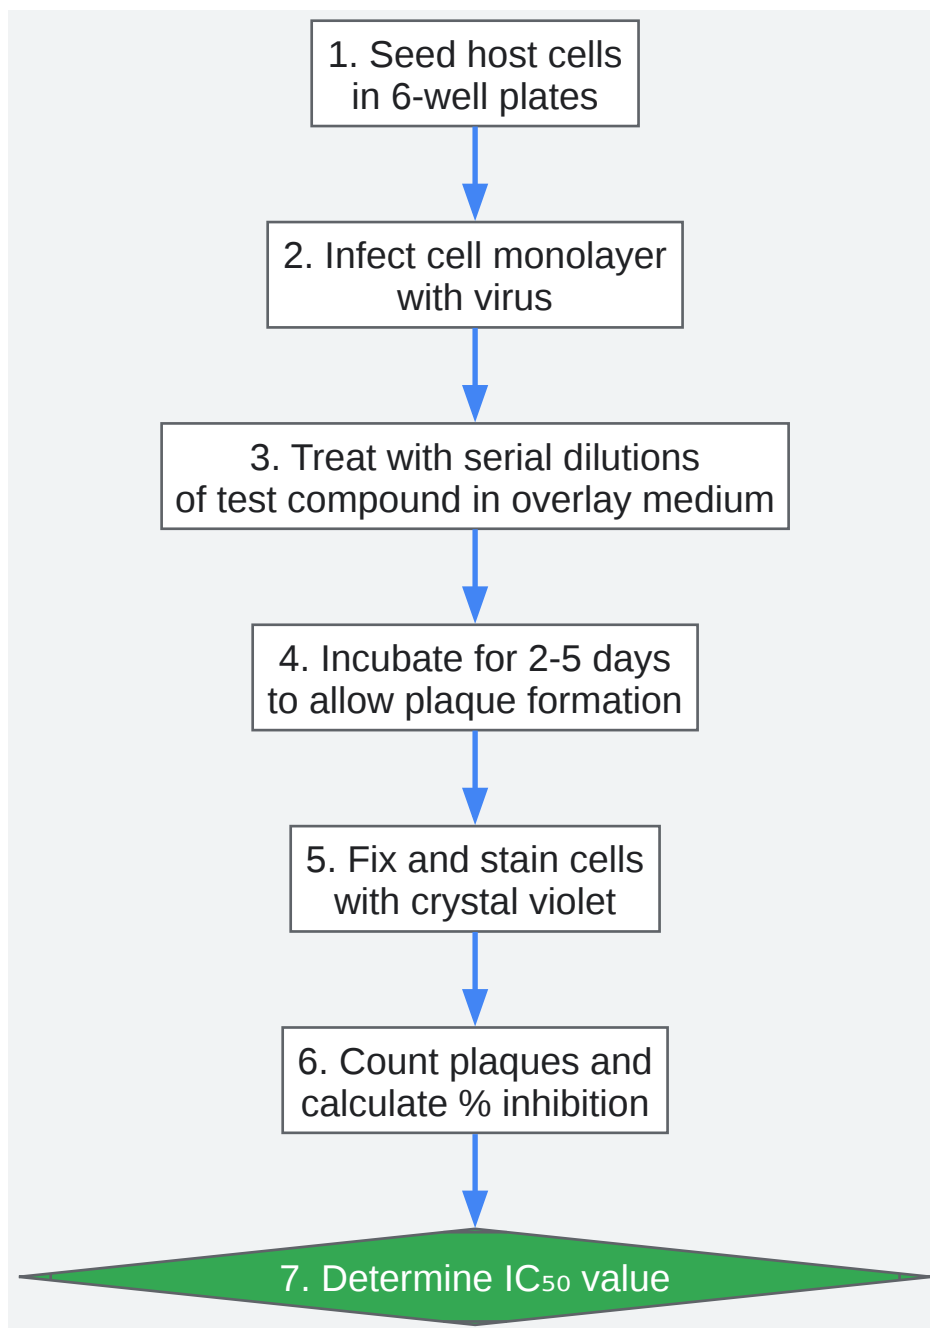 1. Seed host cells
in 6-well plates
2. Infect cell monolayer
with virus
3. Treat with serial dilutions
of test compound in overlay medium
4. Incubate for 2-5 days
to allow plaque formation
5. Fix and stain cells
with crystal violet
6. Count plaques and
calculate % inhibition
7. Determine IC₅₀ value